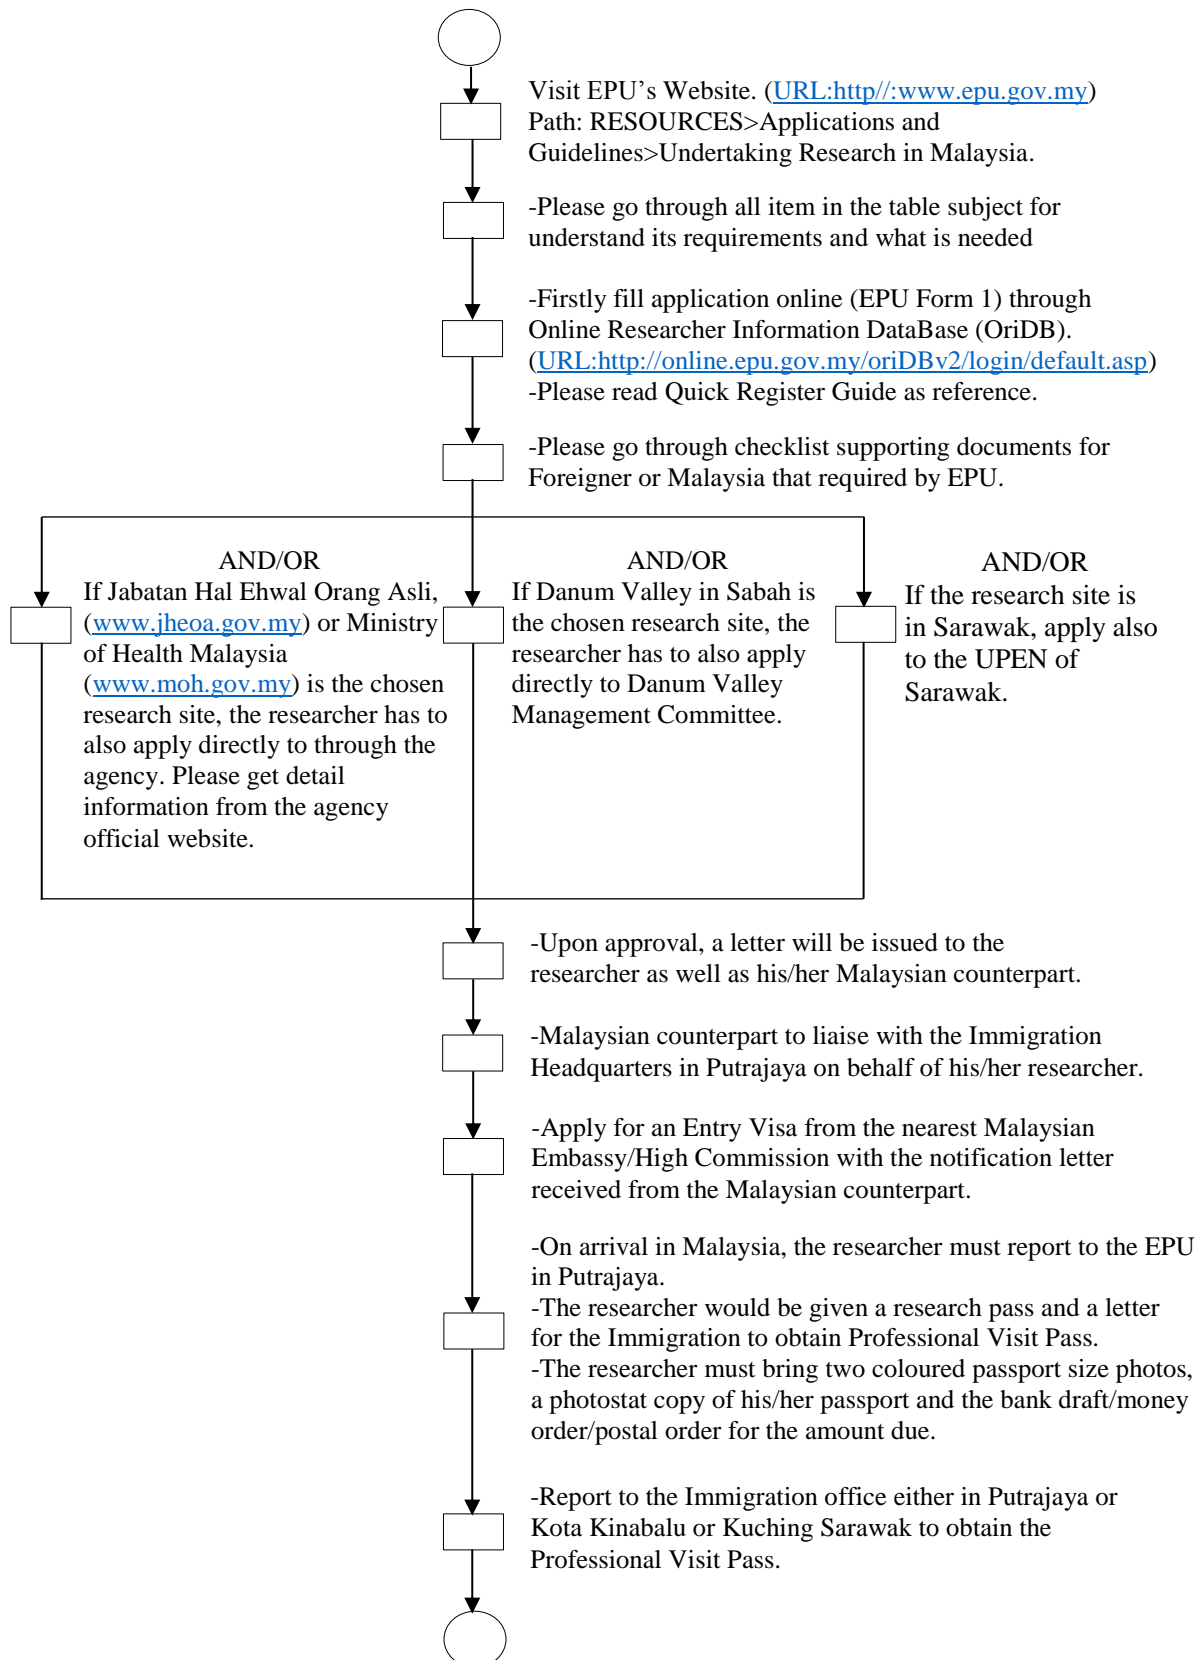 Visit EPU’s Website. (URL:http//:www.epu.gov.my)
Path: RESOURCES>Applications and
Guidelines>Undertaking Research in Malaysia.
-Please go through all item in the table subject for
understand its requirements and what is needed
-Firstly fill application online (EPU Form 1) through
Online Researcher Information DataBase (OriDB).
(URL:http://online.epu.gov.my/oriDBv2/login/default.asp)
-Please read Quick Register Guide as reference.
-Please go through checklist supporting documents for
Foreigner or Malaysia that required by EPU.
AND/OR
If Jabatan Hal Ehwal Orang Asli,
(www.jheoa.gov.my) or Ministry
of Health Malaysia
(www.moh.gov.my) is the chosen
research site, the researcher has to
also apply directly to through the
agency. Please get detail
information from the agency
official website.
AND/OR
If Danum Valley in Sabah is
the chosen research site, the
researcher has to also apply
directly to Danum Valley
Management Committee.
AND/OR
If the research site is
in Sarawak, apply also
to the UPEN of
Sarawak.
-Upon approval, a letter will be issued to the
researcher as well as his/her Malaysian counterpart.
-Malaysian counterpart to liaise with the Immigration
Headquarters in Putrajaya on behalf of his/her researcher.
-Apply for an Entry Visa from the nearest Malaysian
Embassy/High Commission with the notification letter
received from the Malaysian counterpart.
-On arrival in Malaysia, the researcher must report to the EPU
in Putrajaya.
-The researcher would be given a research pass and a letter
for the Immigration to obtain Professional Visit Pass.
-The researcher must bring two coloured passport size photos,
a photostat copy of his/her passport and the bank draft/money
order/postal order for the amount due.
-Report to the Immigration office either in Putrajaya or
Kota Kinabalu or Kuching Sarawak to obtain the
Professional Visit Pass.